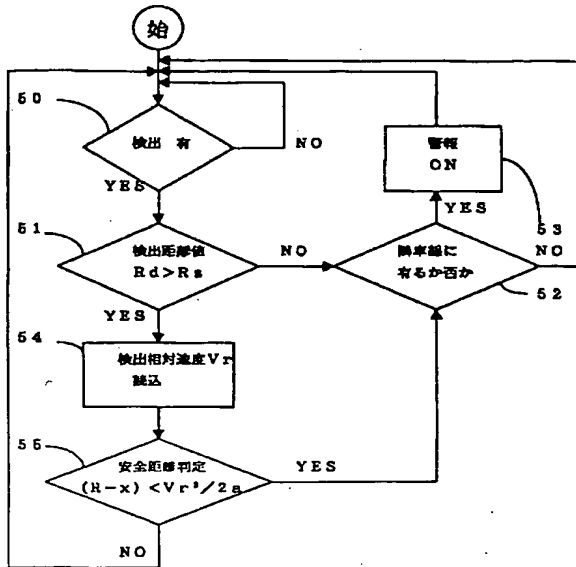 始
50
検出 有
NO
YES
51
検出距離値
Rd>Rs
NO
YES
54
検出相対速度Vr
読込
55
安全距離判定
(R-x)<Vr²/2a
YES
NO
警報
ON
53
YES
隣車線に
有るか否か
NO
52